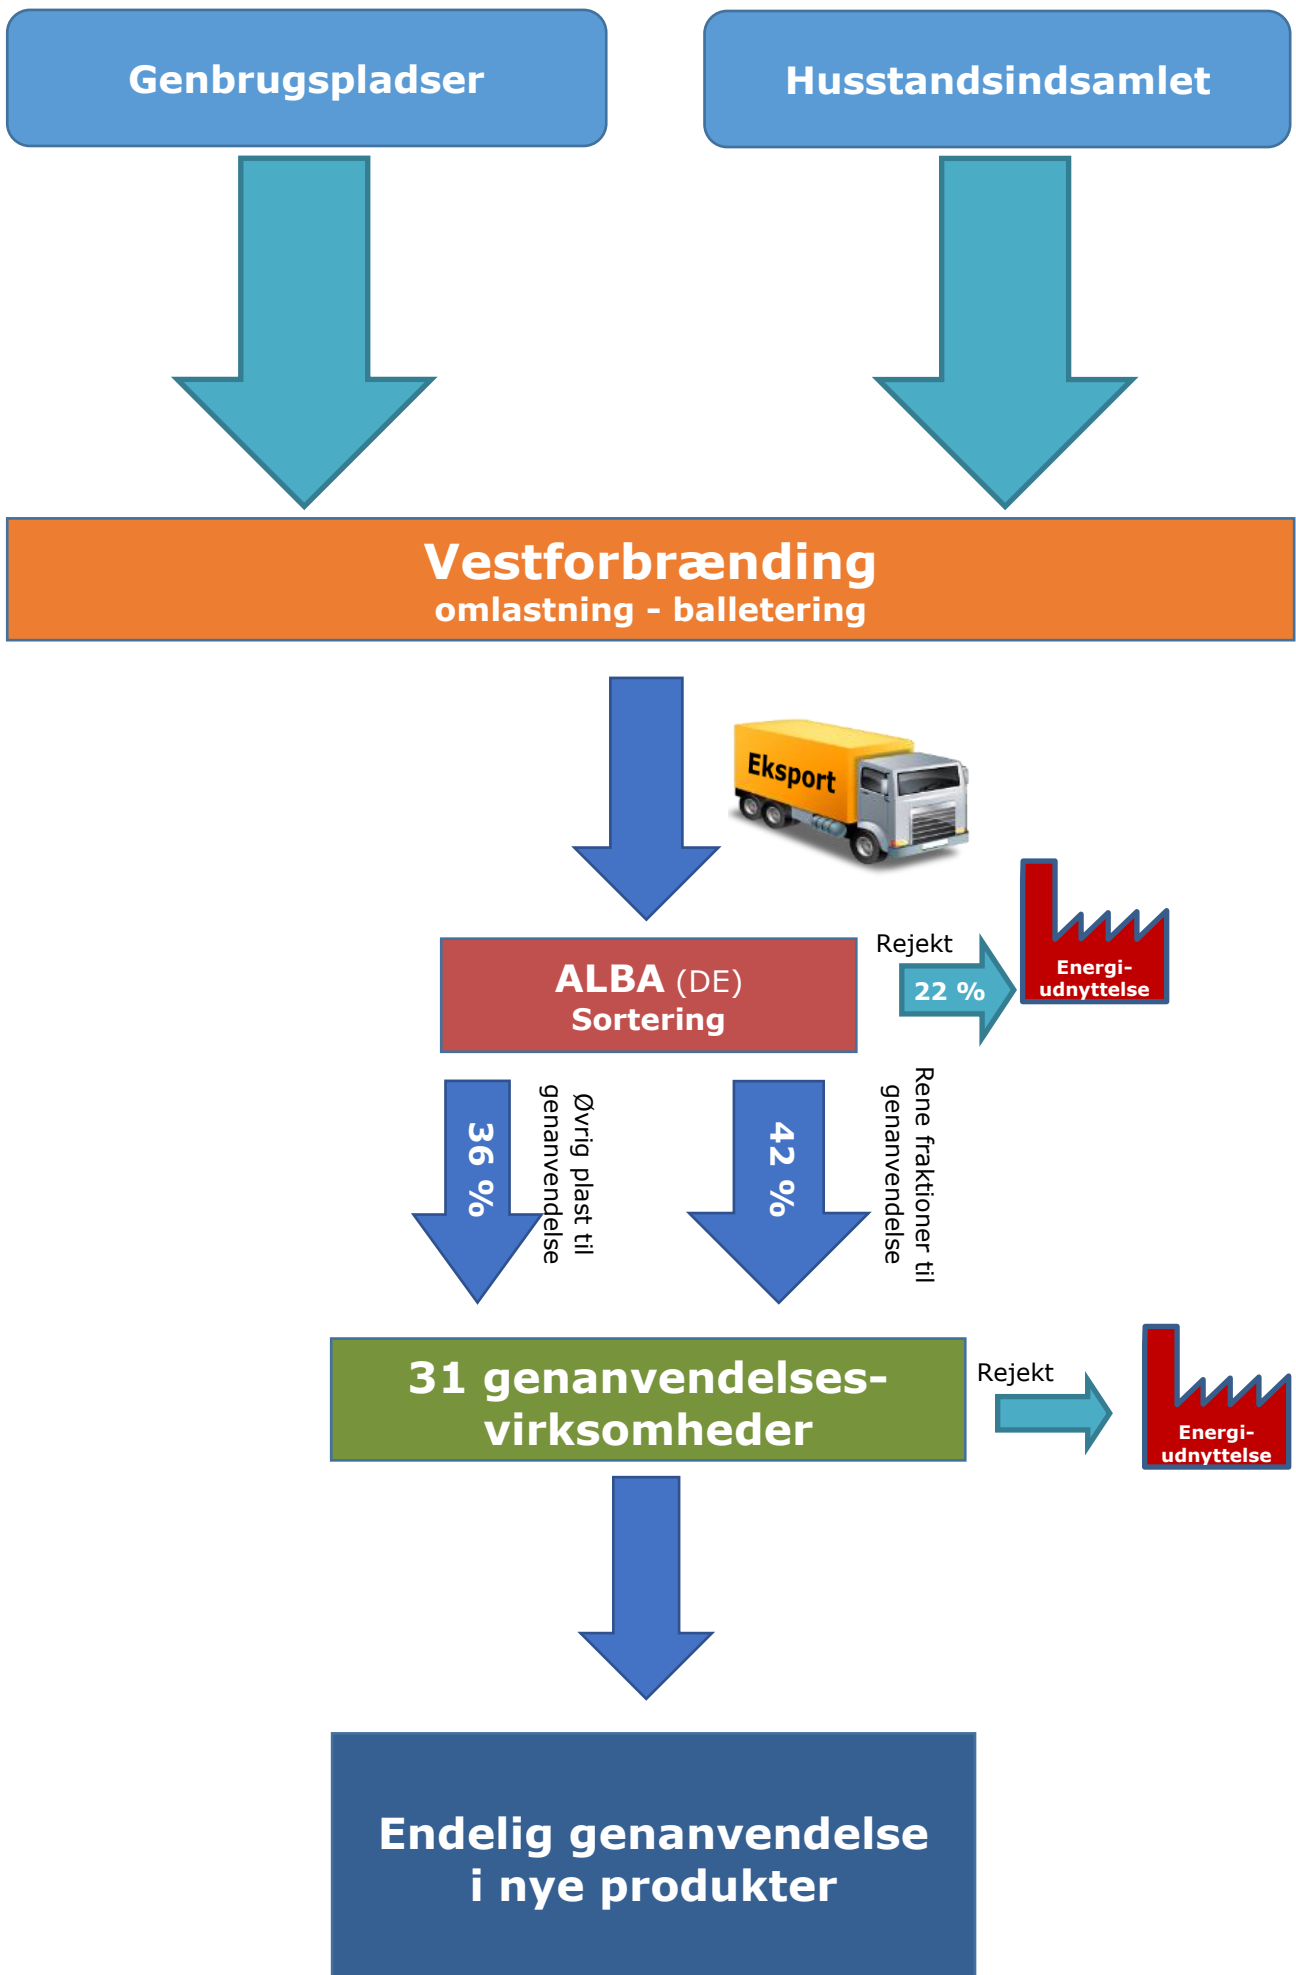 Genbrugspladser
Husstandsindsamlet
Vestforbrænding
omlastning - balletering
Eksport
ALBA (DE)
Sortering
Rejekt
22 %
Energi-
udnyttelse
36 %
Øvrig plast til
genanvendelse
42 %
Rene fraktioner til
genanvendelse
31 genanvendelses-
virksomheder
Rejekt
Energi-
udnyttelse
Endelig genanvendelse
i nye produkter